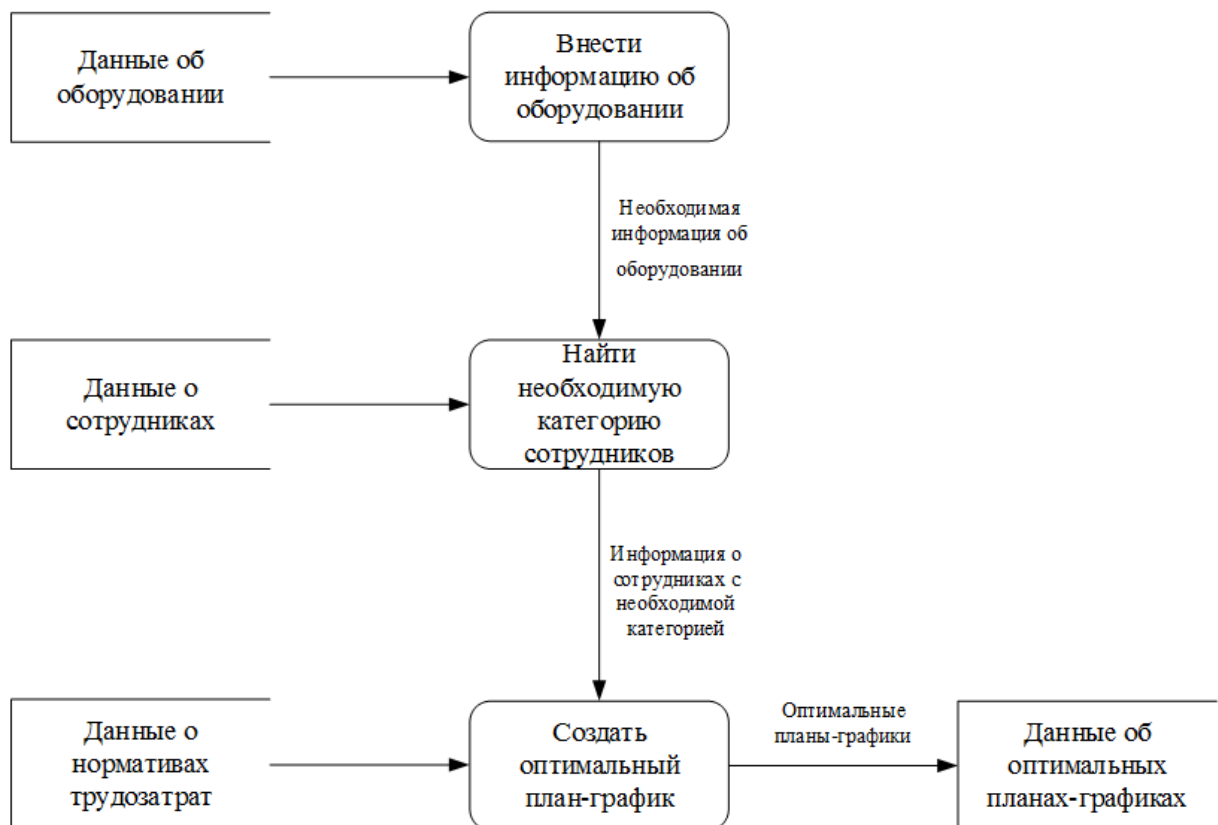 Данные об
оборудовании
Внести
информацию об
оборудовании
Необходимая
информация об
оборудовании
Данные о
сотрудниках
Найти
необходимую
категорию
сотрудников
Информация о
сотрудниках с
необходимой
категорией
Данные о
нормативах
трудозатрат
Создать
оптимальный
план-график
Оптимальные
планы-графики
Данные об
оптимальных
планах-графиках